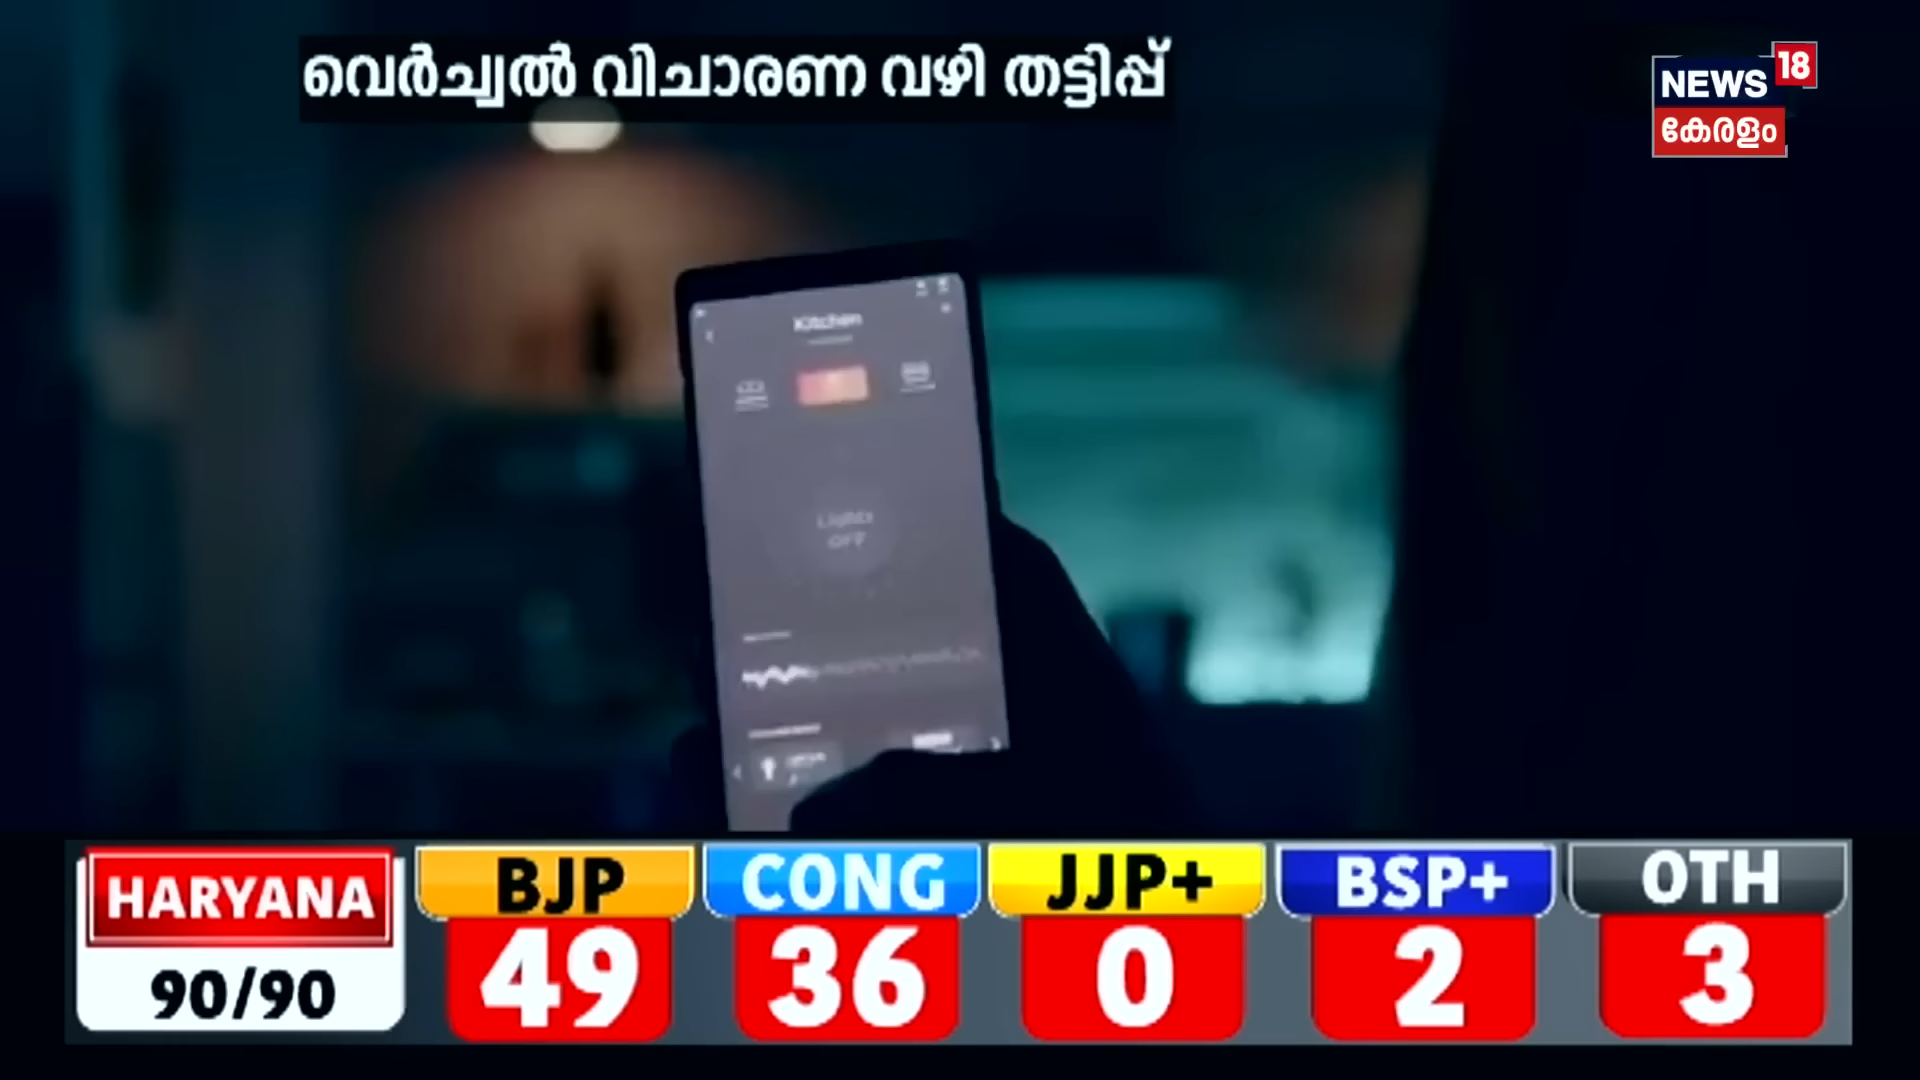 വെർച്വൽ വിചാരണ വഴി തട്ടിപ്പ്
NEWS 18
കേരളം
Kitchen
Lights
OFF
HARYANA
90/90
BJP
49
CONG
36
JJP+
0
BSP+
2
OTH
3